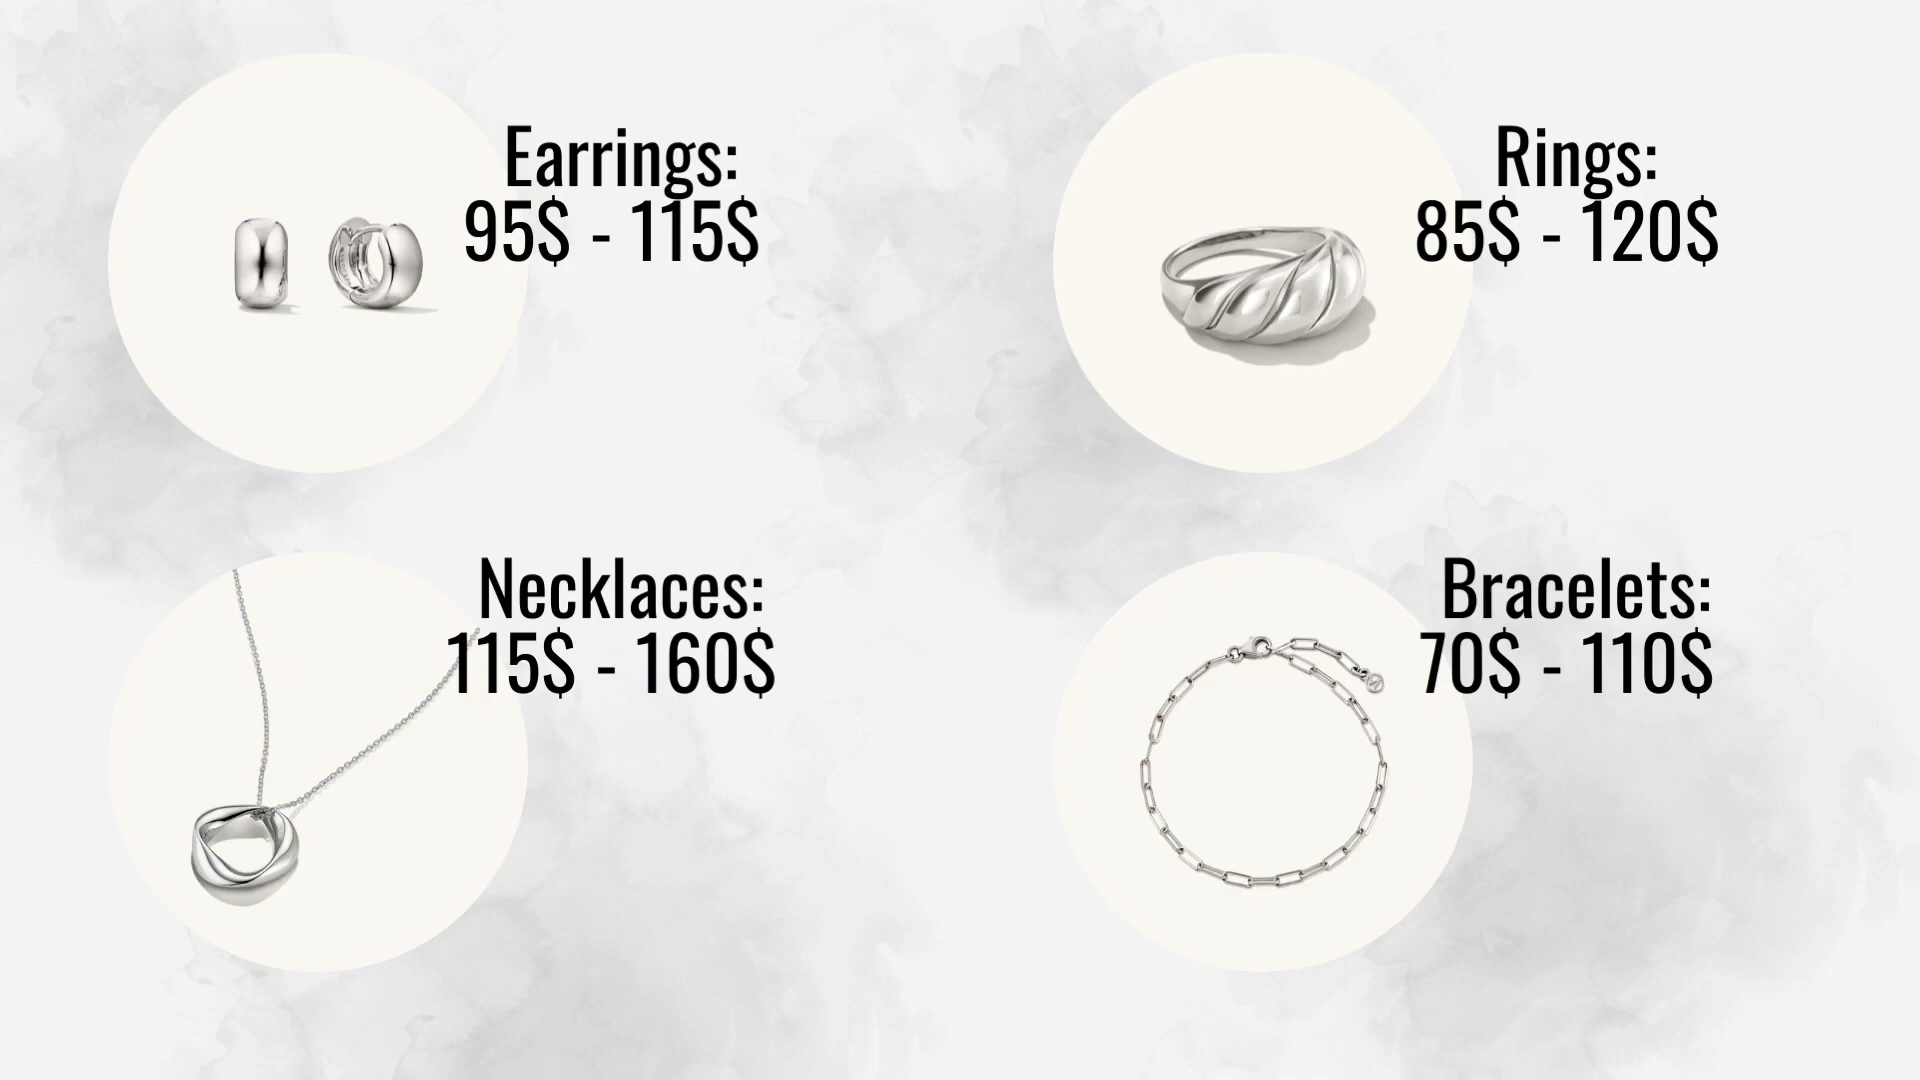 Earrings:
95$ - 115$
Rings:
85$ - 120$
Necklaces:
115$ - 160$
Bracelets:
70$ - 110$